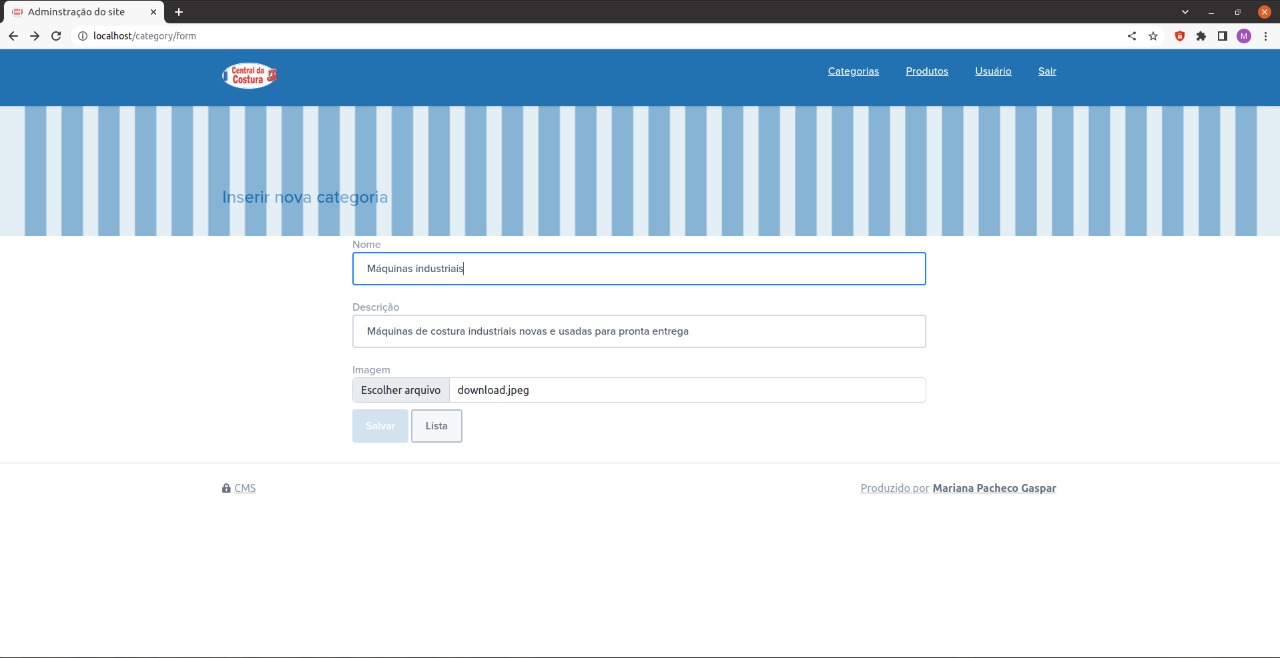 Adminstração do site
localhost/category/form
M
Central da
Costura
Categorias Produtos Usuário Sair
Inserir nova categoria
Nome
Máquinas industriais
Descrição
Máquinas de costura industriais novas e usadas para pronta entrega
Imagem
Escolher arquivo download.jpeg
Salvar Lista
CMS Produzido por Mariana Pacheco Gaspar